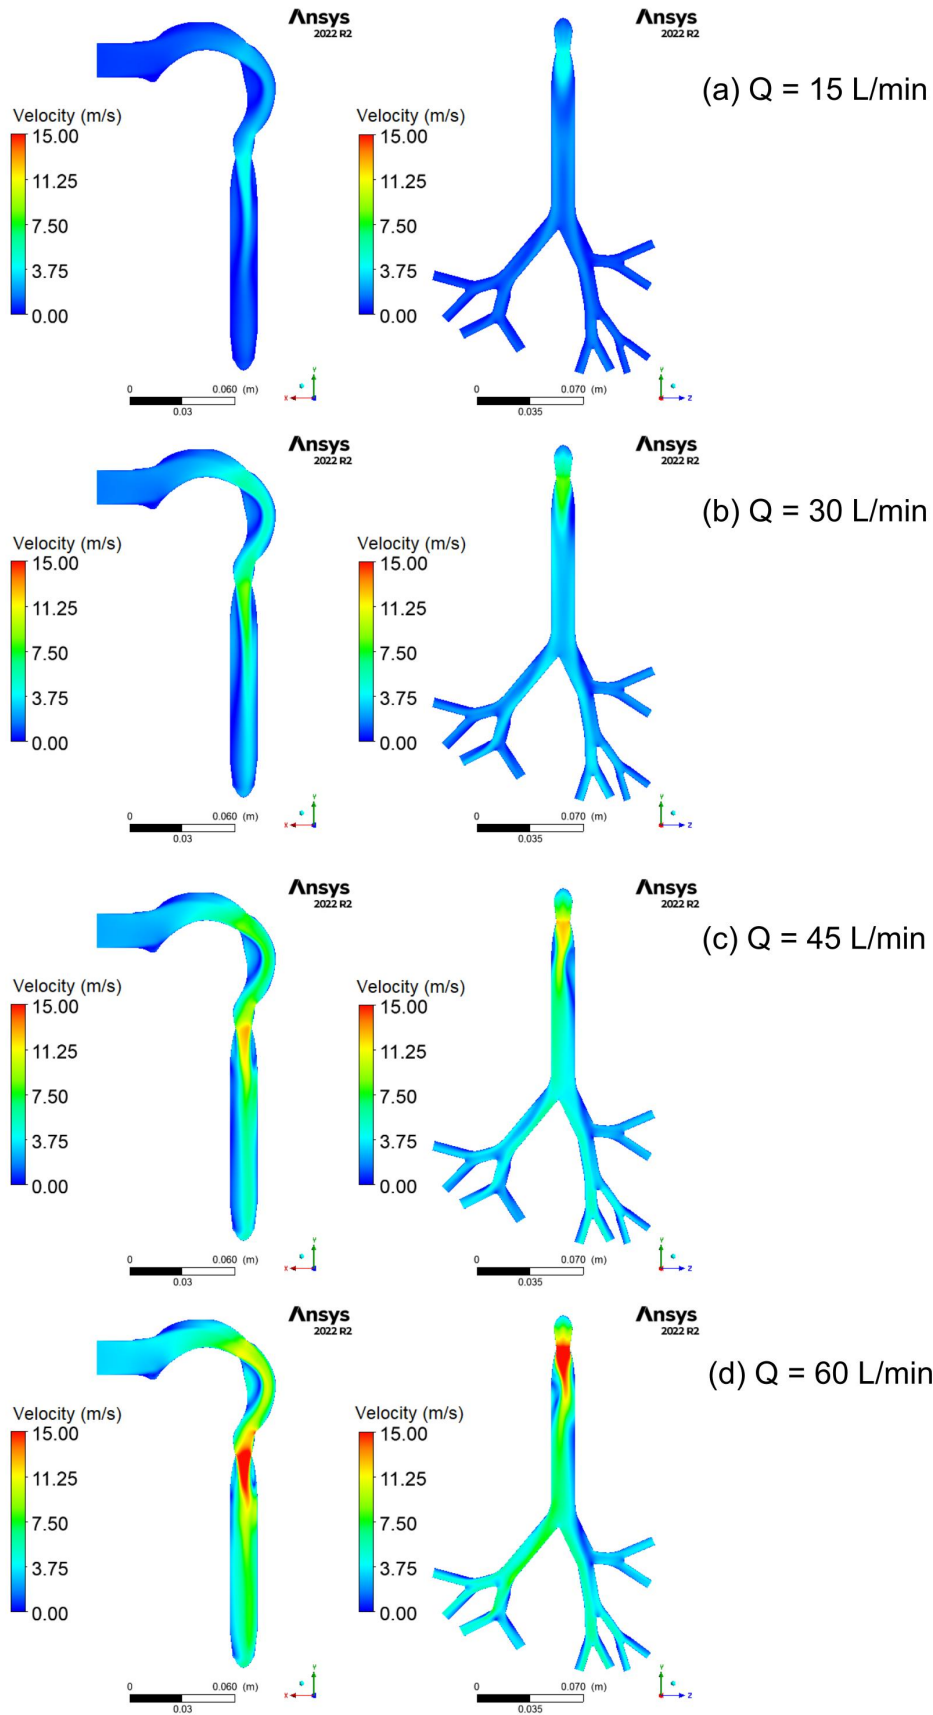 Ansys
2022 R2
Ansys
2022 R2
(a) Q = 15 L/min
Velocity (m/s)
15.00
11.25
7.50
3.75
0.00
Velocity (m/s)
15.00
11.25
7.50
3.75
0.00
0 0.060 (m)
0.03
Y
X
0 0.070 (m)
0.035
Y
Z
Ansys
2022 R2
Ansys
2022 R2
(b) Q = 30 L/min
Velocity (m/s)
15.00
11.25
7.50
3.75
0.00
Velocity (m/s)
15.00
11.25
7.50
3.75
0.00
0 0.060 (m)
0.03
Y
X
0 0.070 (m)
0.035
Y
Z
Ansys
2022 R2
Ansys
2022 R2
(c) Q = 45 L/min
Velocity (m/s)
15.00
11.25
7.50
3.75
0.00
Velocity (m/s)
15.00
11.25
7.50
3.75
0.00
0 0.060 (m)
0.03
Y
X
0 0.070 (m)
0.035
Y
Z
Ansys
2022 R2
Ansys
2022 R2
(d) Q = 60 L/min
Velocity (m/s)
15.00
11.25
7.50
3.75
0.00
Velocity (m/s)
15.00
11.25
7.50
3.75
0.00
0 0.060 (m)
0.03
Y
X
0 0.070 (m)
0.035
Y
Z